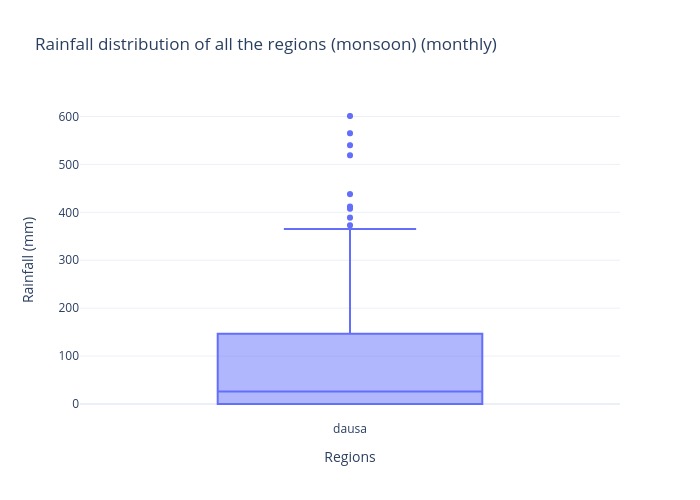 Rainfall distribution of all the regions (monsoon) (monthly)
600
500
400
300
200
100
0
Rainfall (mm)
dausa
Regions